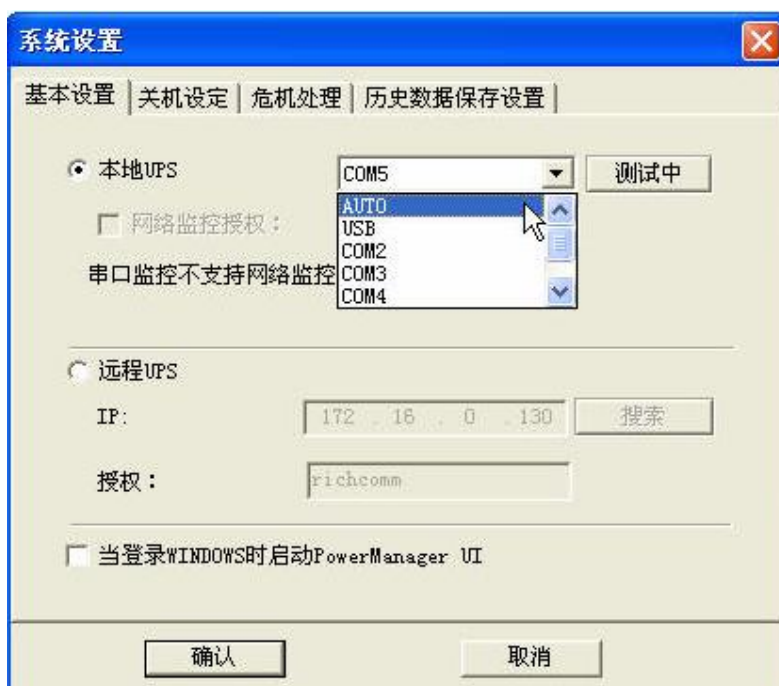 系统设置
基本设置 关机设定 危机处理 历史数据保存设置
本地UPS COM5 测试中
AUTO
网络监控授权： USB
COM2
串口监控不支持网络监控 COM3
COM4
远程UPS
IP: 172 . 16 . 0 . 130 搜索
授权： richcomm
当登录WINDOWS时启动PowerManager UI
确认 取消